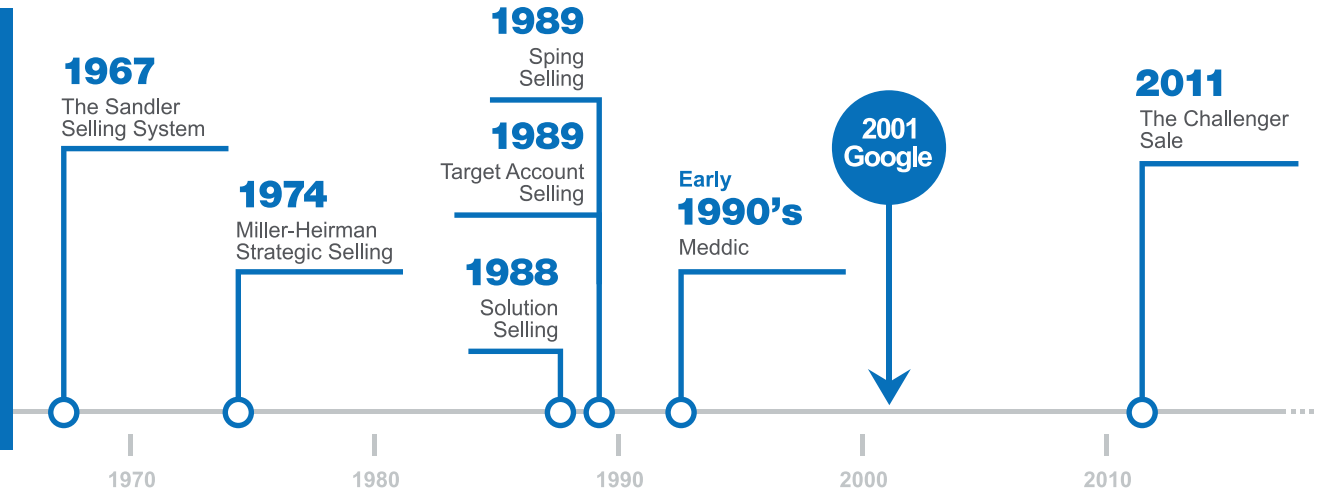 1967
The Sandler
Selling System
1974
Miller-Heirman
Strategic Selling
1989
Sping
Selling
1989
Target Account
Selling
1988
Solution
Selling
Early
1990’s
Meddic
2001
Google
2011
The Challenger
Sale
1970
1980
1990
2000
2010